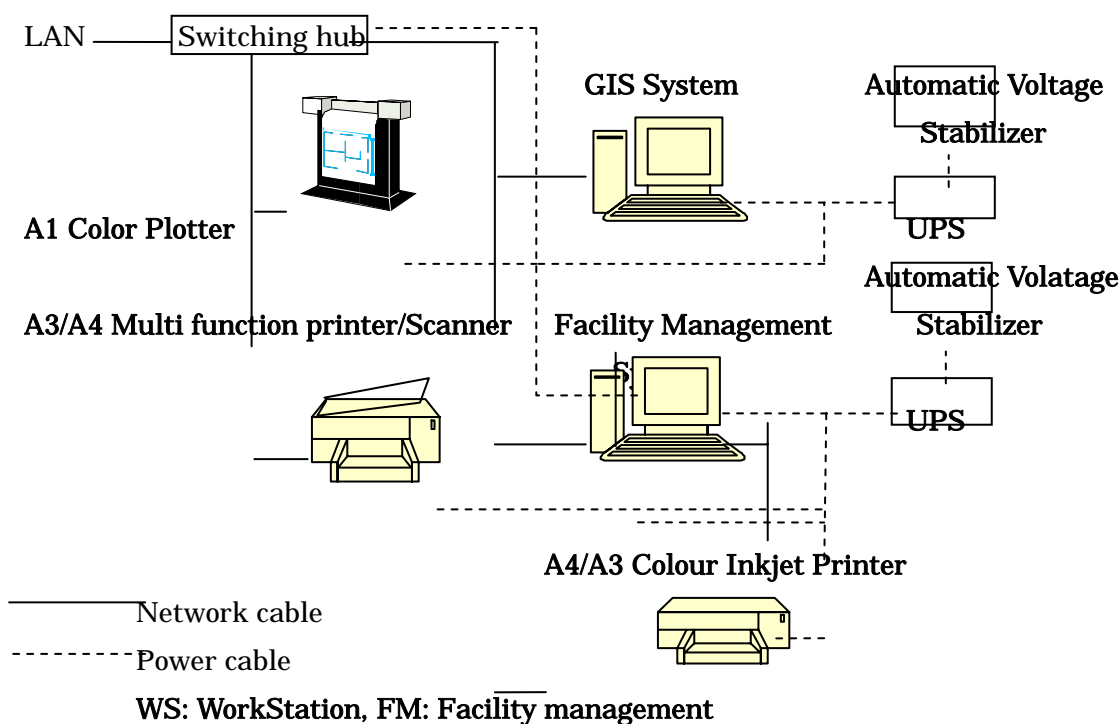 LAN
Switching hub
GIS System
Automatic Voltage
Stabilizer
A1 Color Plotter
UPS
Automatic Volatage
A3/A4 Multi function printer/Scanner
Facility Management
Stabilizer
UPS
A4/A3 Colour Inkjet Printer
Network cable
Power cable
WS: WorkStation, FM: Facility management